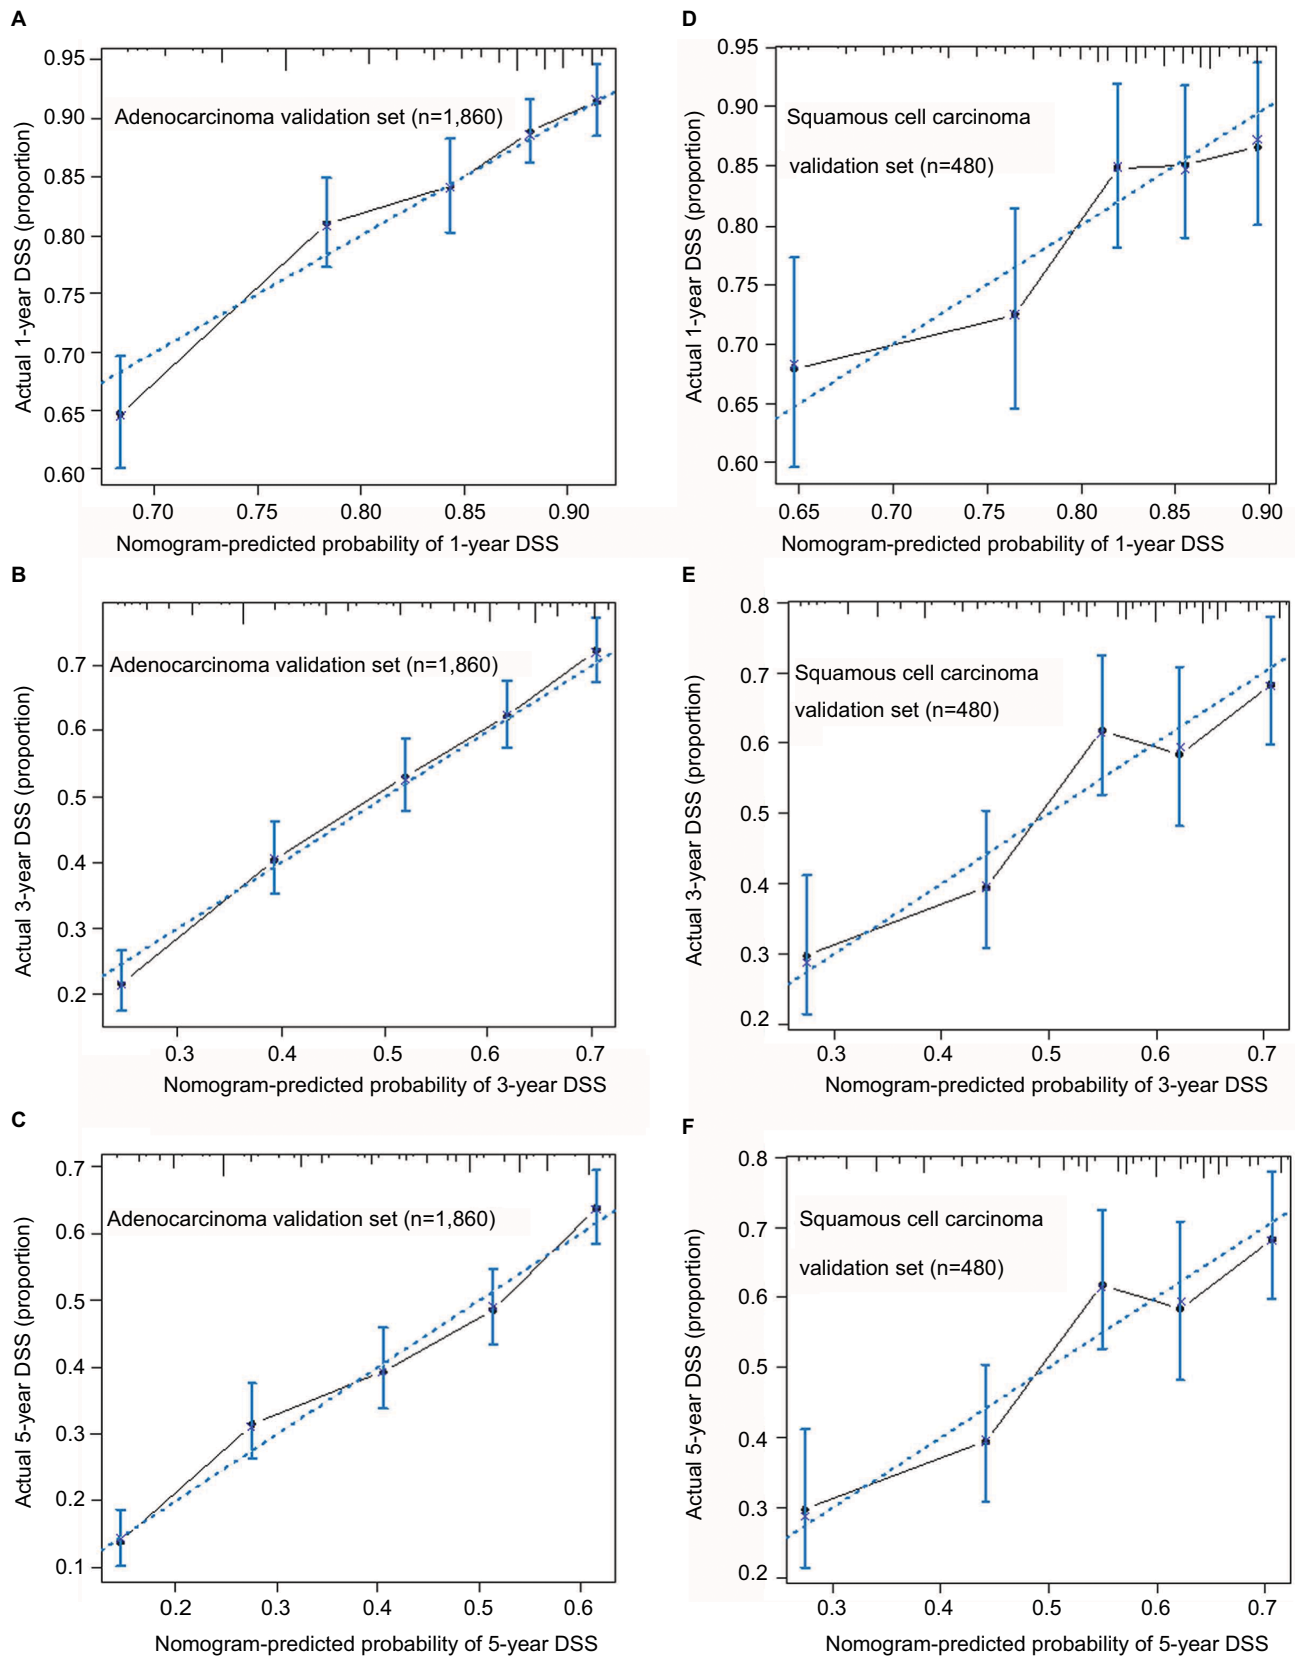 A
Actual 1-year DSS (proportion)
0.95
0.90
0.85
0.80
0.75
0.70
0.65
0.60
Adenocarcinoma validation set (n=1,860)
0.70 0.75 0.80 0.85 0.90
Nomogram-predicted probability of 1-year DSS
D
Actual 1-year DSS (proportion)
0.95
0.90
0.85
0.80
0.75
0.70
0.65
0.60
Squamous cell carcinoma
validation set (n=480)
0.65 0.70 0.75 0.80 0.85 0.90
Nomogram-predicted probability of 1-year DSS
B
Actual 3-year DSS (proportion)
0.7
0.6
0.5
0.4
0.3
0.2
Adenocarcinoma validation set (n=1,860)
0.3 0.4 0.5 0.6 0.7
Nomogram-predicted probability of 3-year DSS
E
Actual 3-year DSS (proportion)
0.8
0.7
0.6
0.5
0.4
0.3
0.2
Squamous cell carcinoma
validation set (n=480)
0.3 0.4 0.5 0.6 0.7
Nomogram-predicted probability of 3-year DSS
C
Actual 5-year DSS (proportion)
0.7
0.6
0.5
0.4
0.3
0.2
0.1
Adenocarcinoma validation set (n=1,860)
0.2 0.3 0.4 0.5 0.6
Nomogram-predicted probability of 5-year DSS
F
Actual 5-year DSS (proportion)
0.8
0.7
0.6
0.5
0.4
0.3
0.2
Squamous cell carcinoma
validation set (n=480)
0.3 0.4 0.5 0.6 0.7
Nomogram-predicted probability of 5-year DSS